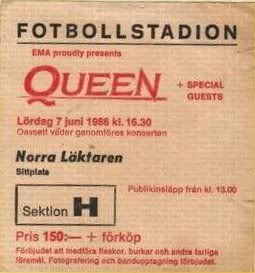 FOTBOLLSTADION
EMA proudly presents
QUEEN + SPECIAL GUESTS
Lördag 7 juni 1986 kl. 16.30
Oavsett väder genomföres konserten
Norra Läktaren
Sittplats
Publikinsläpp från kl. 13.00
Sektion H
Pris 150:— + förköp
Förbjudet att medföra flaskor, burkar och andra farliga
föremål. Fotografering och bandupptagning förbjudet.